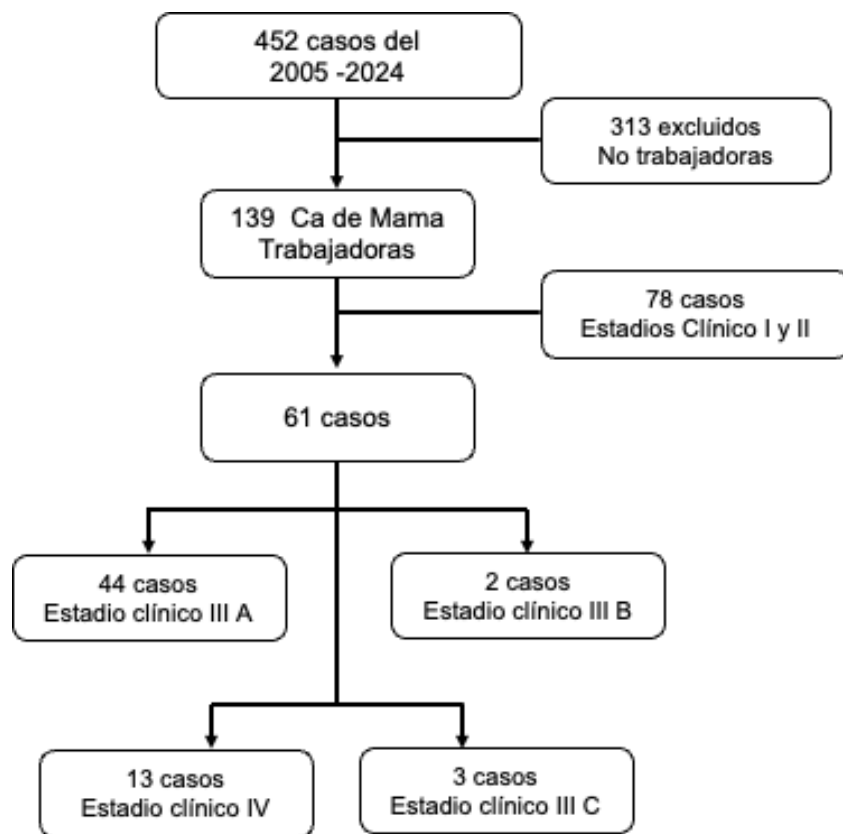 452 casos del
2005 -2024
313 excluidos
No trabajadoras
139 Ca de Mama
Trabajadoras
78 casos
Estadios Clínico I y II
61 casos
44 casos
Estadio clínico III A
2 casos
Estadio clínico III B
13 casos
Estadio clínico IV
3 casos
Estadio clínico III C